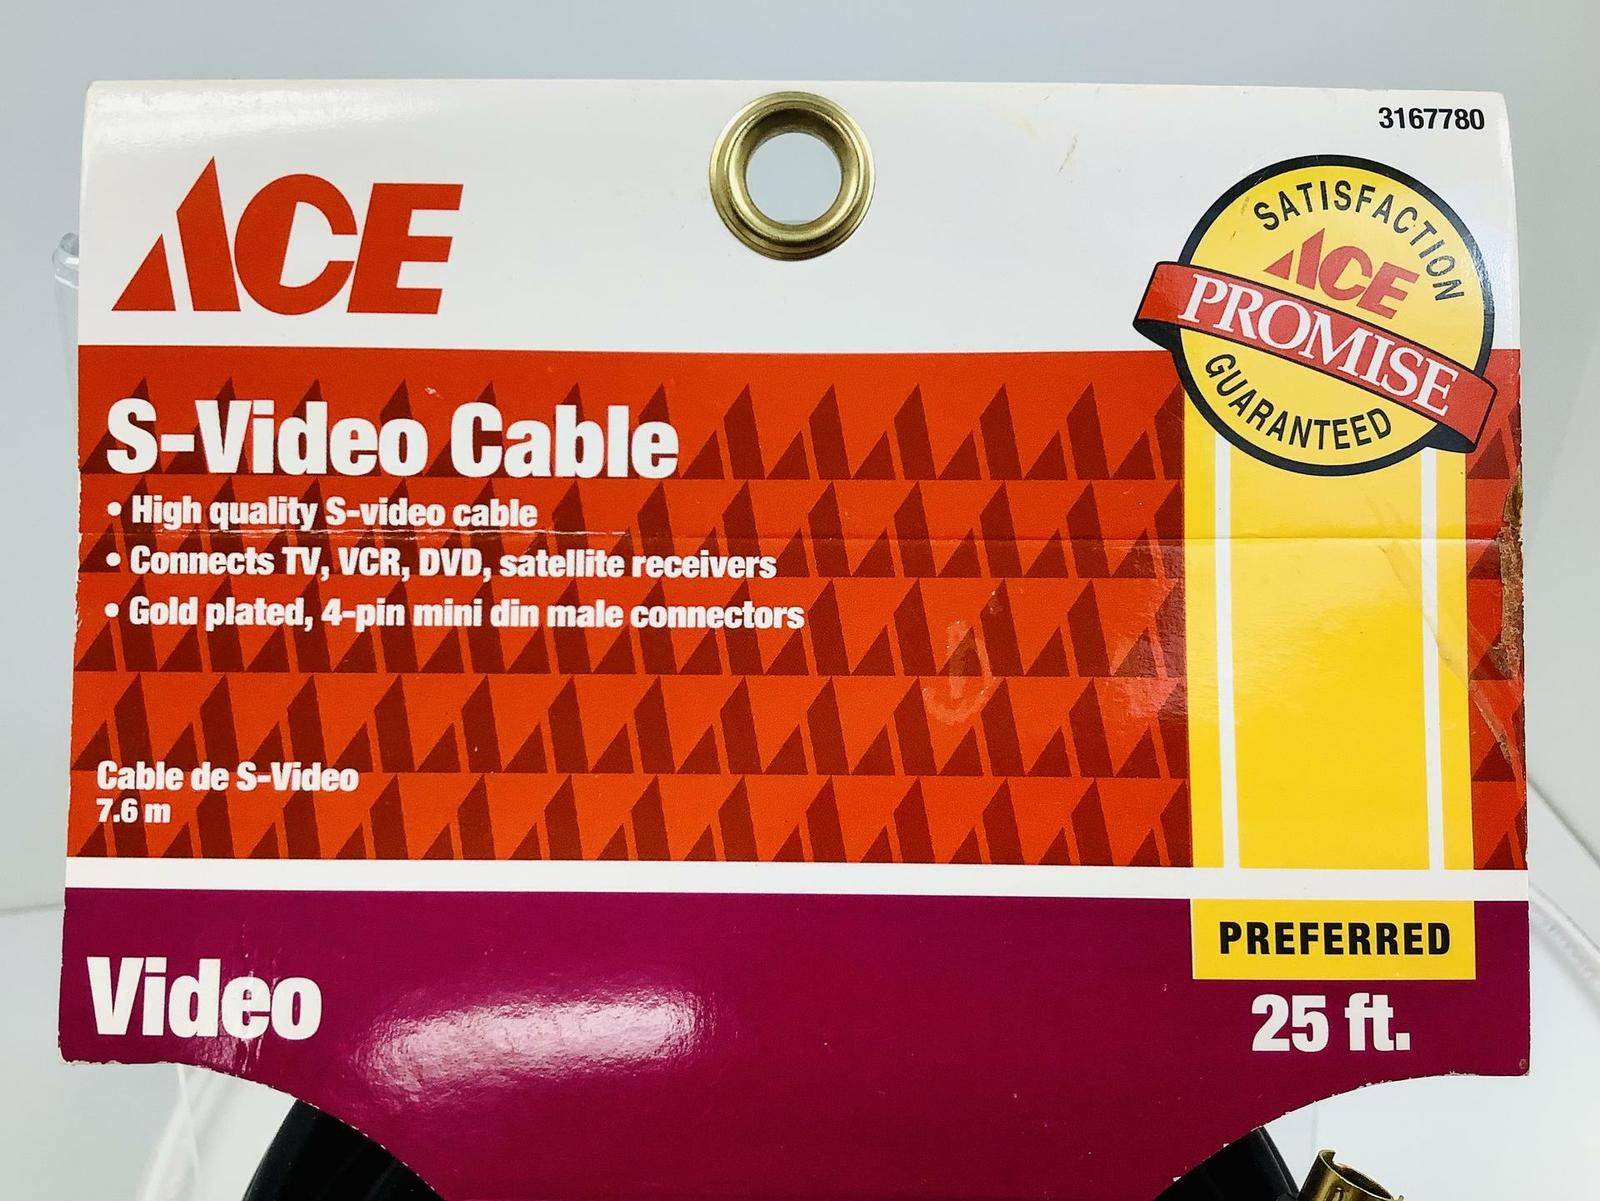 3167780
ACE
SATISFACTION
ACE
PROMISE
GUARANTEED
S-Video Cable
• High quality S-video cable
• Connects TV, VCR, DVD, satellite receivers
• Gold plated, 4-pin mini din male connectors
Cable de S-Video
7.6 m
PREFERRED
Video
25 ft.